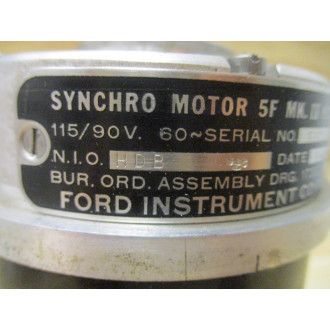 SYNCHRO MOTOR 5F MK.
115/90V. 60~SERIAL NO.
N.I.O. HDB DATE
BUR. ORD. ASSEMBLY DRG.
FORD INSTRUMENT